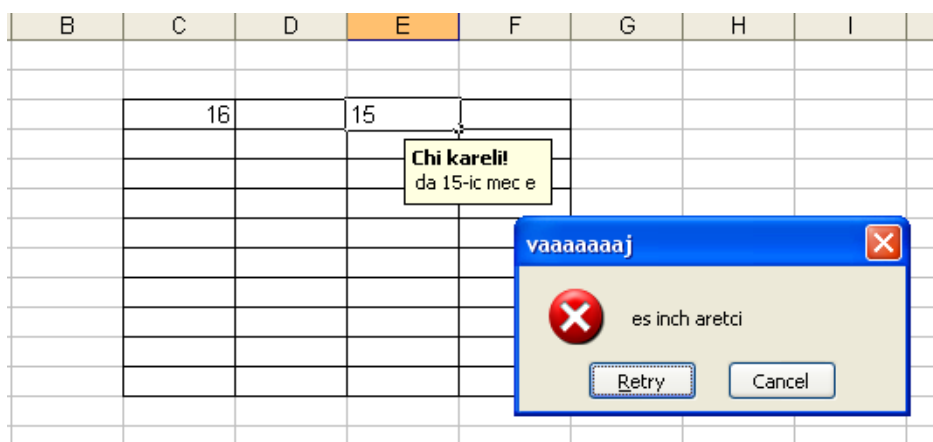 B C D E F G H I
16 15
Chi kareli!
da 15-ic mec e
vaaaaaaaj
es inch aretci
Retry Cancel